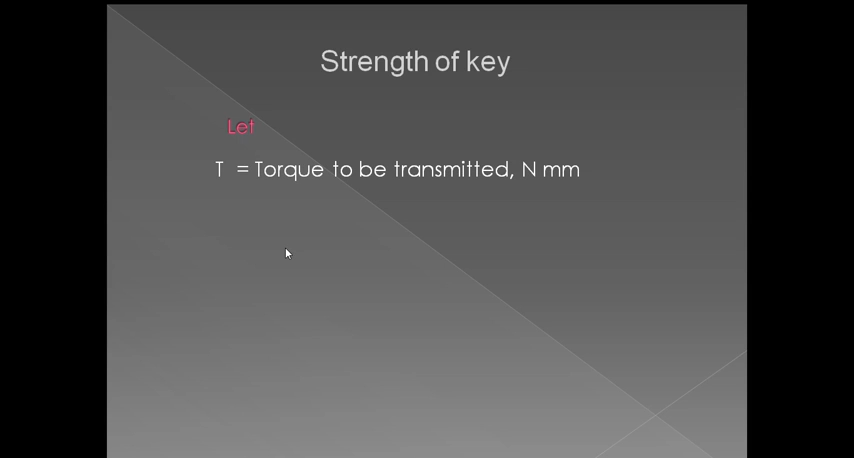 Strength of key
Let
T = Torque to be transmitted, N mm